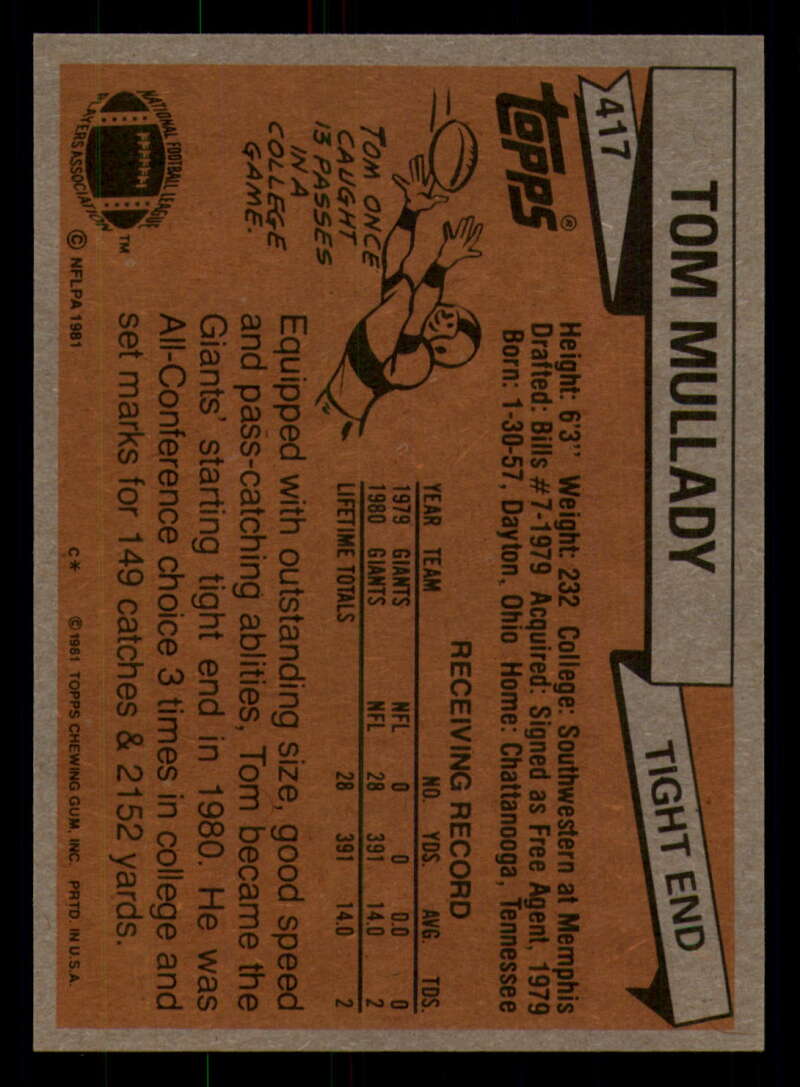 417
TOM MULLADY
TIGHT END
TOPPS®
Height: 6'3" Weight: 232 College: Southwestern at Memphis
Drafted: Bills #7-1979 Acquired: Signed as Free Agent, 1979
Born: 1-30-57, Dayton, Ohio Home: Chattanooga, Tennessee
RECEIVING RECORD
YEAR TEAM NO. YDS. AVG. TDS.
1979 GIANTS NFL 0 0 0.0 0
1980 GIANTS NFL 28 391 14.0 2
LIFETIME TOTALS 28 391 14.0 2
TOM ONCE
CAUGHT
13 PASSES
IN A
COLLEGE
GAME.
Equipped with outstanding size, good speed
and pass-catching ablities, Tom became the
Giants' starting tight end in 1980. He was
All-Conference choice 3 times in college and
set marks for 149 catches & 2152 yards.
NATIONAL FOOTBALL LEAGUE
PLAYERS ASSOCIATION
TM
© NFLPA 1981
C*
© 1981 TOPPS CHEWING GUM, INC. PRTD. IN U.S.A.